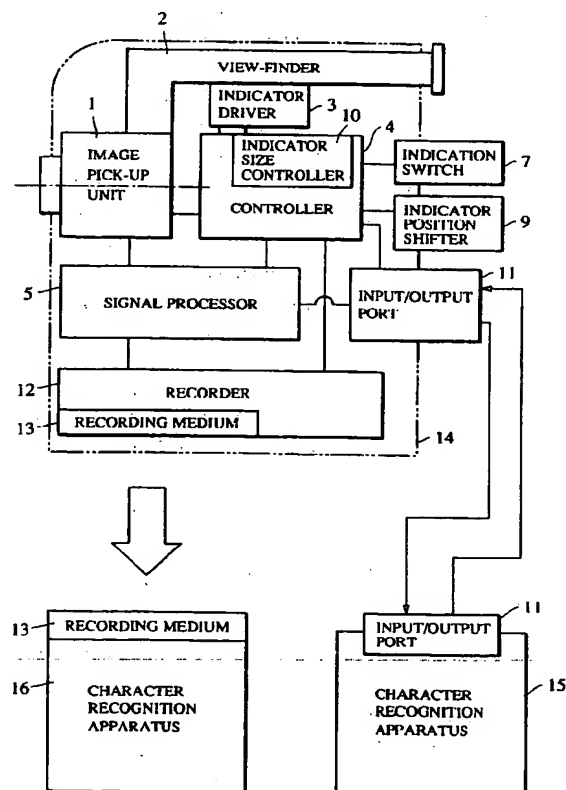 2
VIEW-FINDER
INDICATOR
DRIVER
3
1
10
4
IMAGE
PICK-UP
UNIT
INDICATOR
SIZE
CONTROLLER
CONTROLLER
INDICATION
SWITCH
7
INDICATOR
POSITION
SHIFTER
9
11
5
SIGNAL PROCESSOR
INPUT/OUTPUT
PORT
12
RECORDER
13
RECORDING MEDIUM
14
11
13
RECORDING MEDIUM
INPUT/OUTPUT
PORT
16
CHARACTER
RECOGNITION
APPARATUS
CHARACTER
RECOGNITION
APPARATUS
15